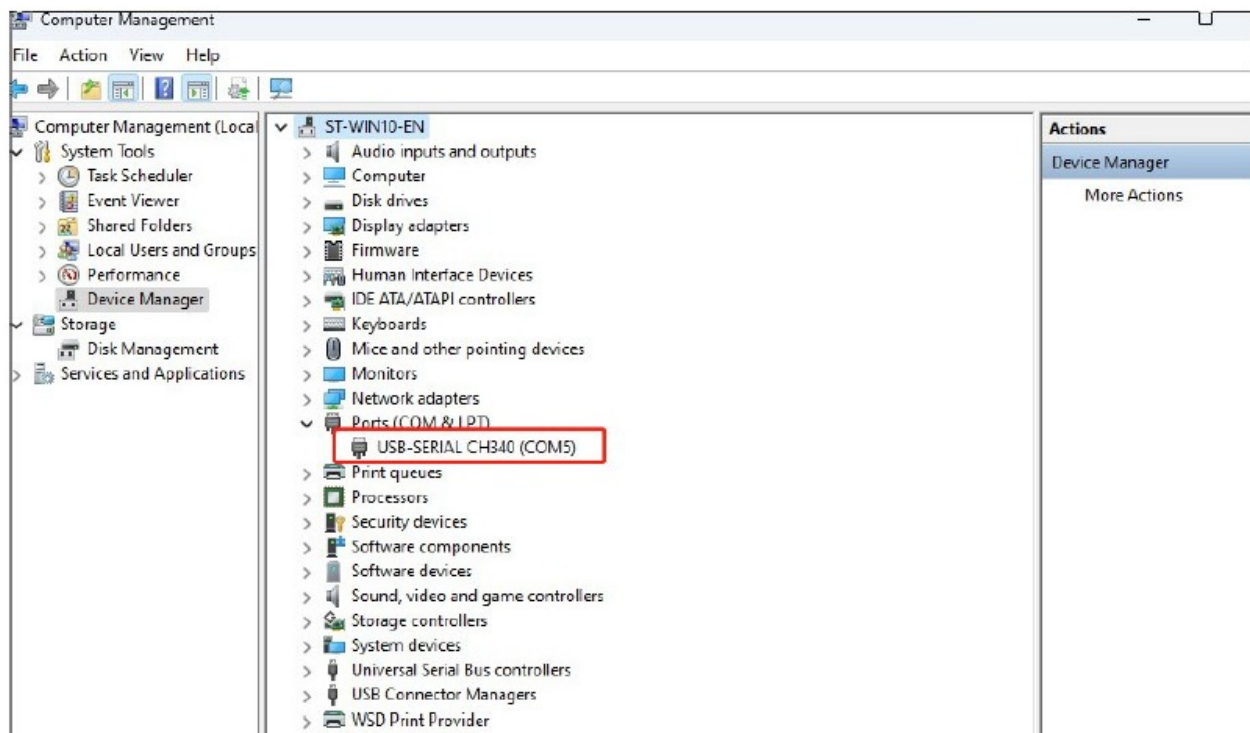 Computer Management
File Action View Help
Computer Management (Local
System Tools
Task Scheduler
Event Viewer
Shared Folders
Local Users and Groups
Performance
Device Manager
Storage
Disk Management
Services and Applications
ST-WIN10-EN
Audio inputs and outputs
Computer
Disk drives
Display adapters
Firmware
Human Interface Devices
IDE ATA/ATAPI controllers
Keyboards
Mice and other pointing devices
Monitors
Network adapters
Ports (COM & LPT)
USB-SERIAL CH340 (COM5)
Print queues
Processors
Security devices
Software components
Software devices
Sound, video and game controllers
Storage controllers
System devices
Universal Serial Bus controllers
USB Connector Managers
WSD Print Provider
Actions
Device Manager
More Actions